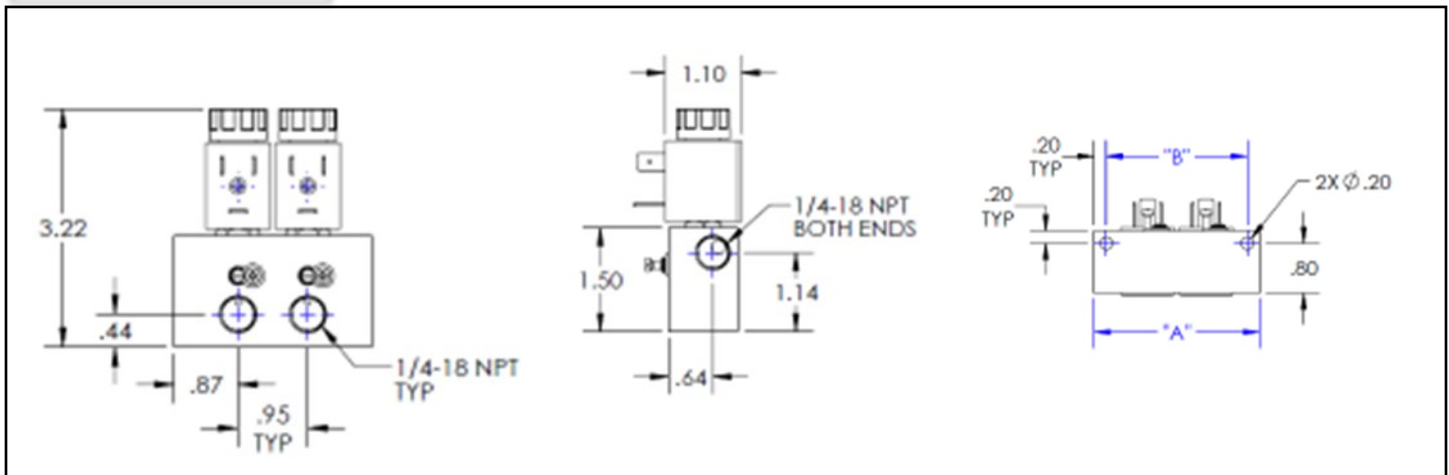 3.22
.44
.87
.95
TYP
1/4-18 NPT
TYP
1.10
1/4-18 NPT
BOTH ENDS
1.50
1.14
.64
.20
TYP
"B"
.20
TYP
2X Ø.20
.80
"A"